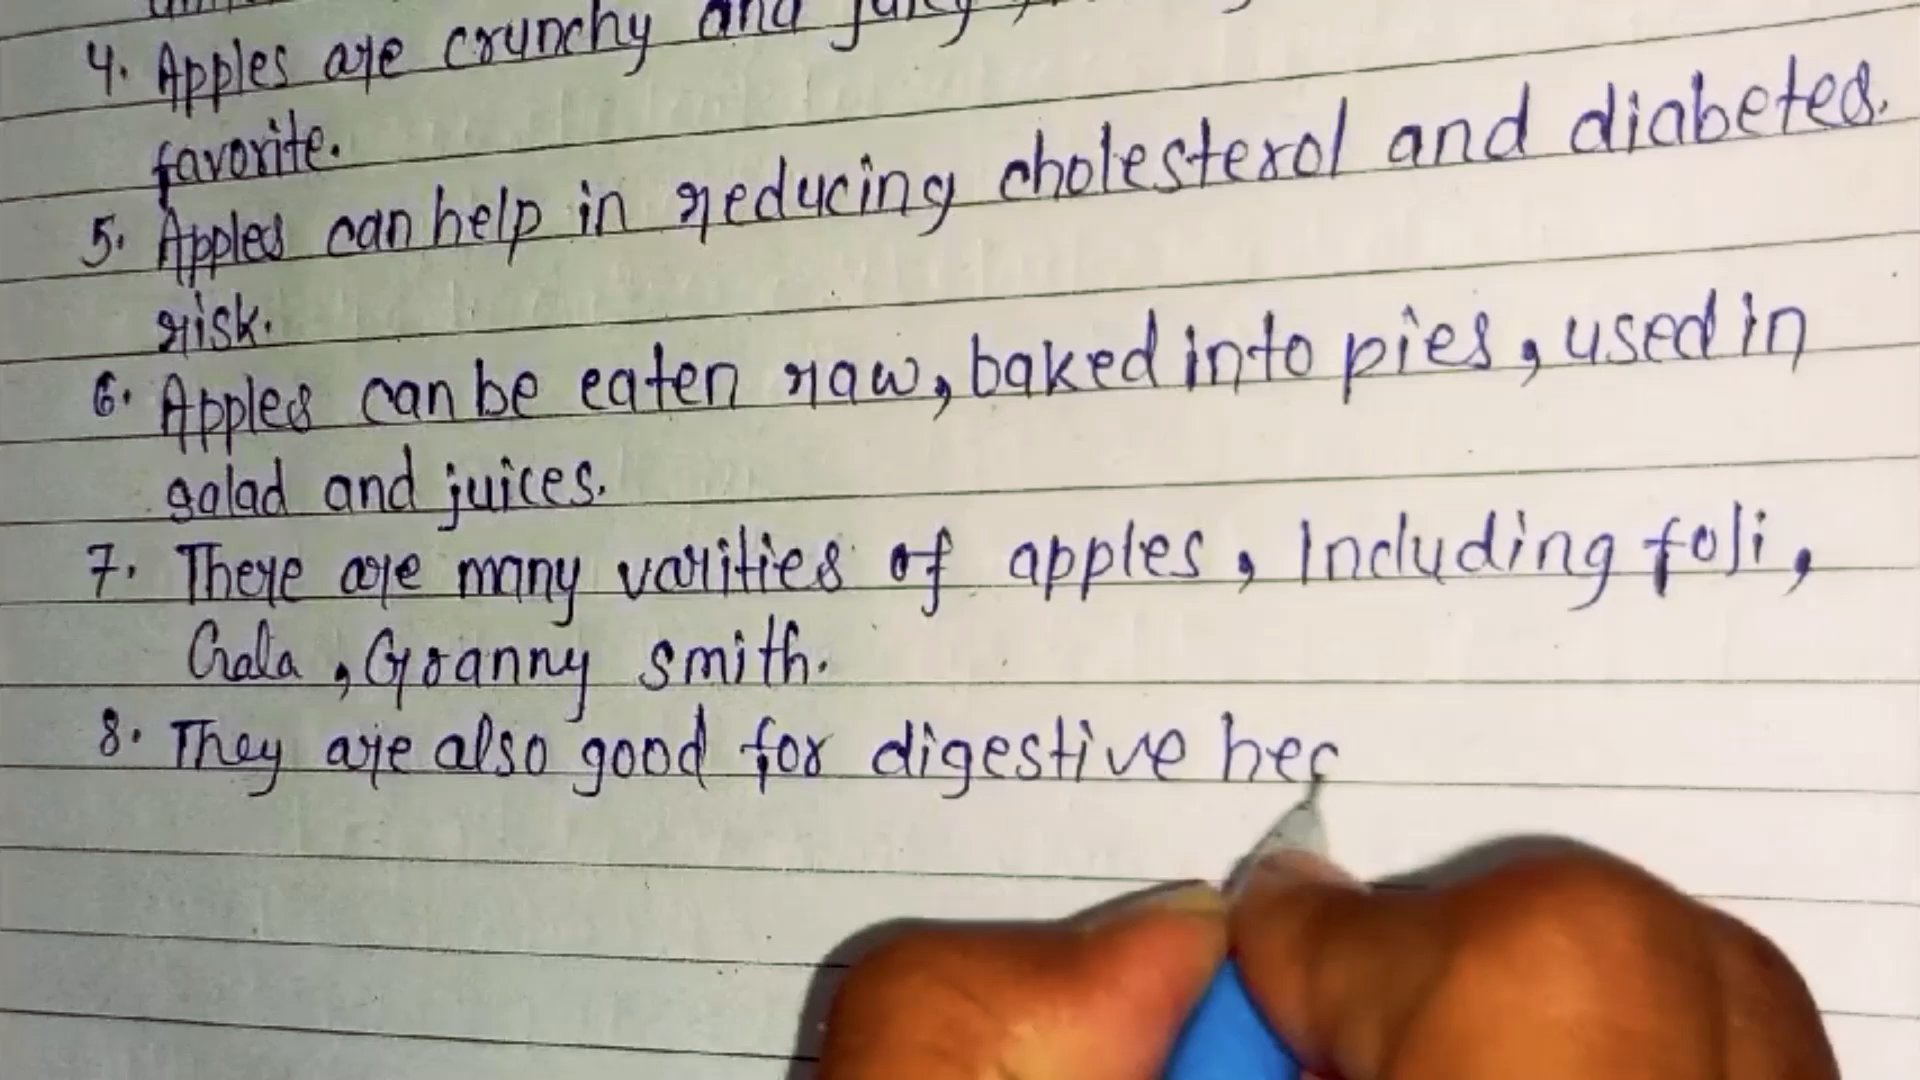 4. Apples are crunchy and juicy,
favorite.
5. Apples can help in reducing cholesterol and diabetes.
risk.
6. Apples can be eaten raw, baked into pies, used in
salad and juices.
7. There are many varities of apples, Including foji,
Gala, Granny smith.
8. They are also good for digestive hea